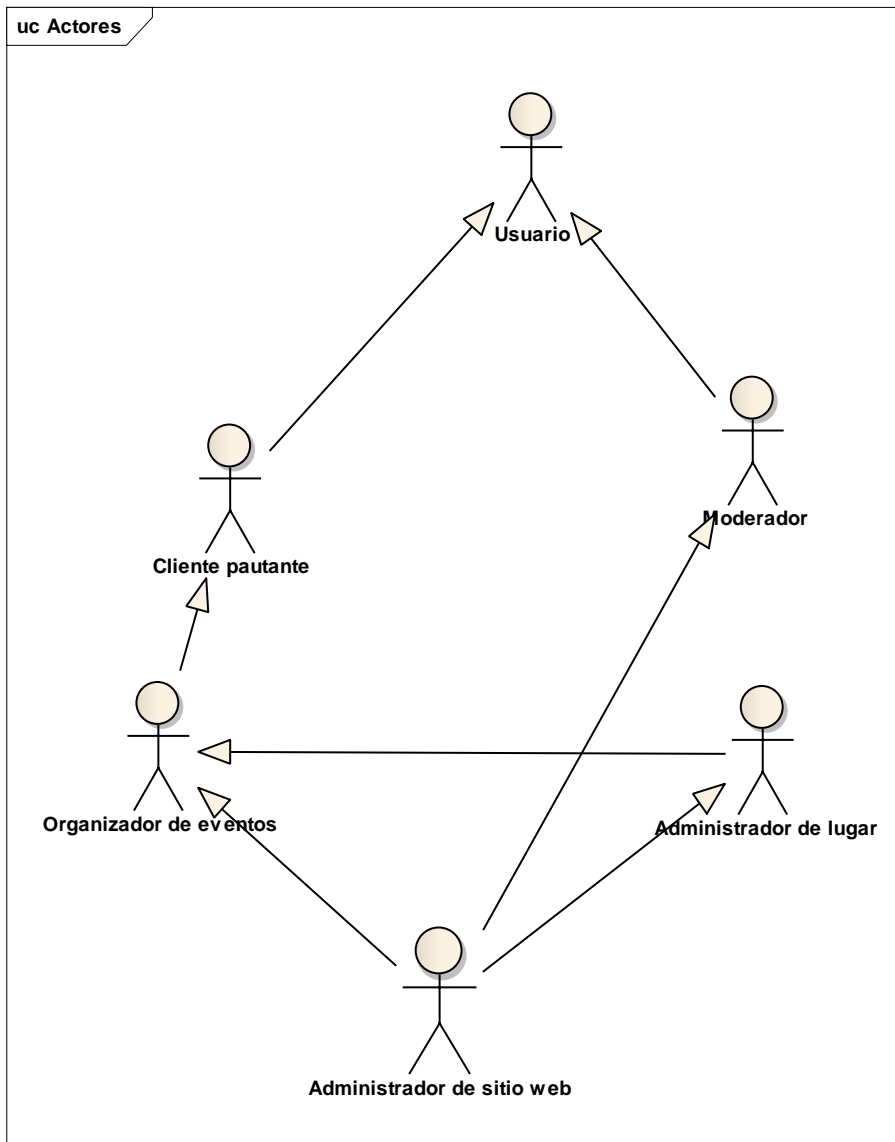 uc Actores
Usuario
Moderador
Cliente pautante
Organizador de eventos
Administrador de lugar
Administrador de sitio web